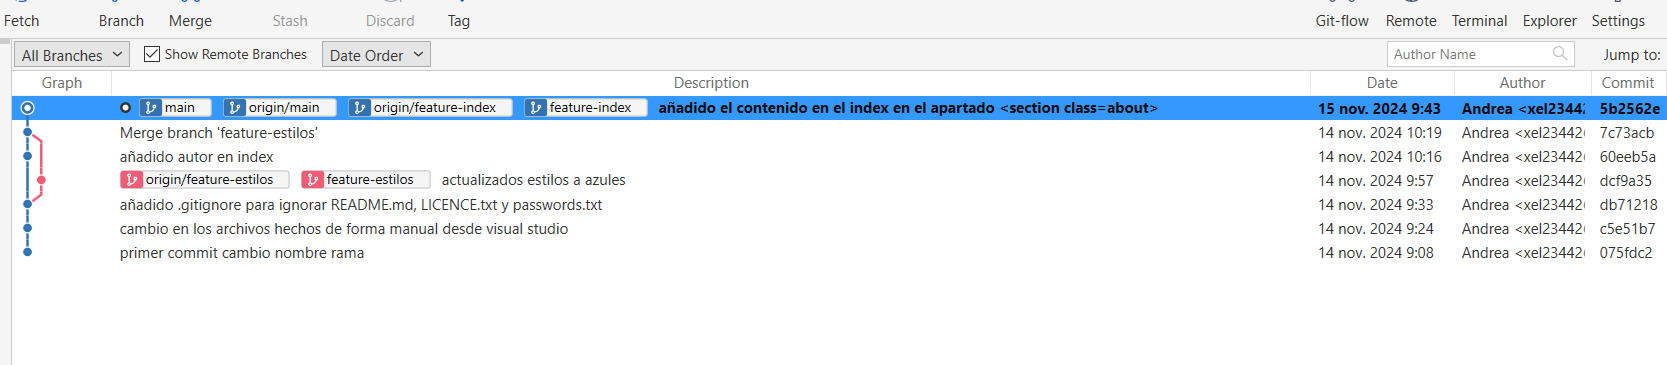 Fetch Branch Merge Stash Discard Tag Git-flow Remote Terminal Explorer Settings
All Branches Show Remote Branches Date Order Author Name Jump to:
Graph Description Date Author Commit
main origin/main origin/feature-index feature-index añadido el contenido en el index en el apartado <section class=about> 15 nov. 2024 9:43 Andrea <xel23442 5b2562e
Merge branch 'feature-estilos' 14 nov. 2024 10:19 Andrea <xel23442 7c73acb
añadido autor en index 14 nov. 2024 10:16 Andrea <xel23442 60eeb5a
origin/feature-estilos feature-estilos actualizados estilos a azules 14 nov. 2024 9:57 Andrea <xel23442 dcf9a35
añadido .gitignore para ignorar README.md, LICENCE.txt y passwords.txt 14 nov. 2024 9:33 Andrea <xel23442 db71218
cambio en los archivos hechos de forma manual desde visual studio 14 nov. 2024 9:24 Andrea <xel23442 c5e51b7
primer commit cambio nombre rama 14 nov. 2024 9:08 Andrea <xel23442 075fdc2